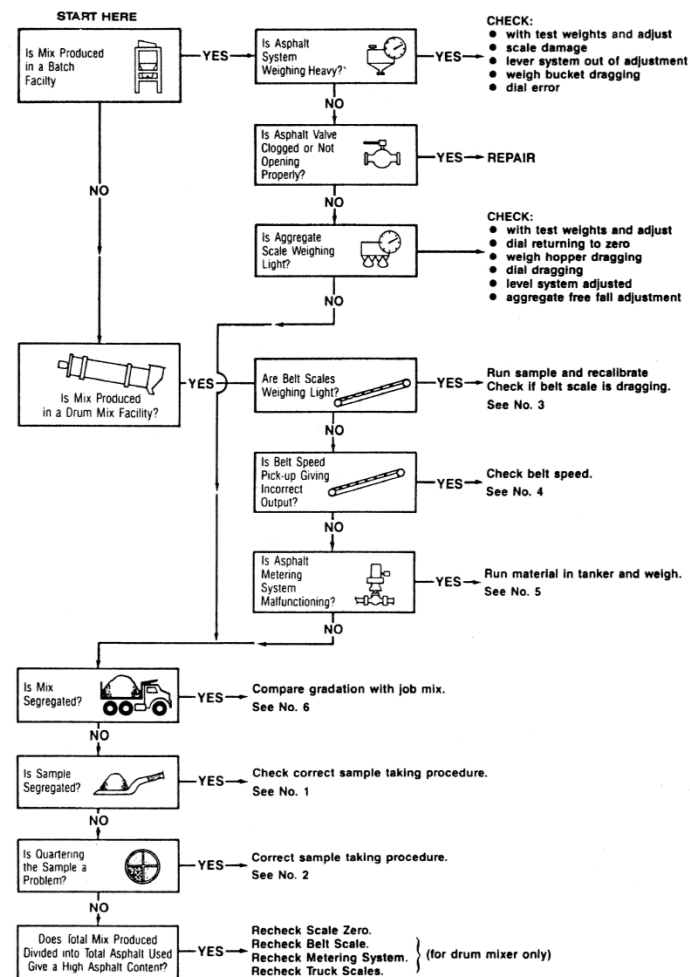 START HERE
Is Mix Produced
in a Batch
Facilty
YES
Is Asphalt
System
Weighing Heavy?
YES
CHECK:
● with test weights and adjust
● scale damage
● lever system out of adjustment
● weigh bucket dragging
● dial error
NO
Is Asphalt Valve
Clogged or Not
Opening
Properly?
YES
REPAIR
NO
NO
Is Aggregate
Scale Weighing
Light?
CHECK:
● with test weights and adjust
● dial returning to zero
● weigh hopper dragging
● dial dragging
● level system adjusted
● aggregate free fall adjustment
NO
Is Mix Produced
in a Drum Mix Facility?
YES
Are Belt Scales
Weighing Light?
YES
Run sample and recalibrate
Check if belt scale is dragging.
See No. 3
NO
Is Belt Speed
Pick-up Giving
Incorrect
Output?
YES
Check belt speed.
See No. 4
NO
Is Asphalt
Metering
System
Malfunctioning?
YES
Run material in tanker and weigh.
See No. 5
NO
Is Mix
Segregated?
YES
Compare gradation with job mix.
See No. 6
NO
Is Sample
Segregated?
YES
Check correct sample taking procedure.
See No. 1
NO
Is Quartering
the Sample a
Problem?
YES
Correct sample taking procedure.
See No. 2
NO
Does Total Mix Produced
Divided into Total Asphalt Used
Give a High Asphalt Content?
YES
Recheck Scale Zero.
Recheck Belt Scale.
Recheck Metering System.
Recheck Truck Scales.
(for drum mixer only)